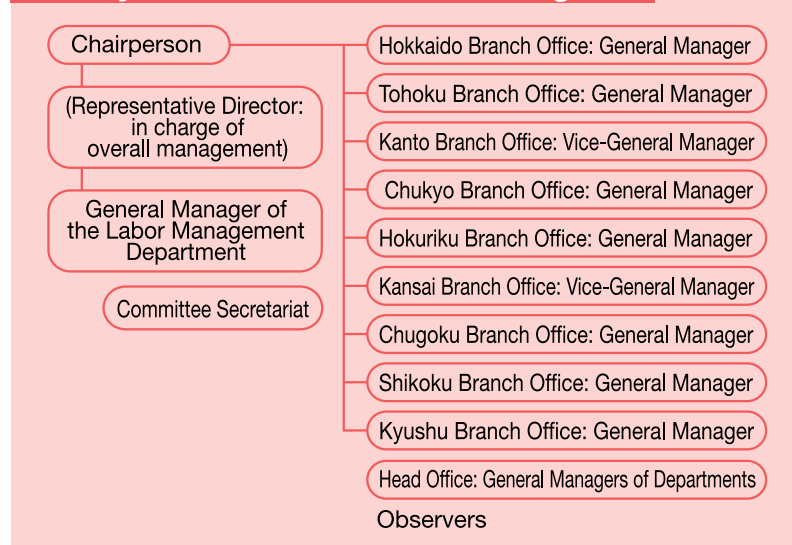 Chairperson
(Representative Director:
in charge of
overall management)
General Manager of
the Labor Management
Department
Committee Secretariat
Hokkaido Branch Office: General Manager
Tohoku Branch Office: General Manager
Kanto Branch Office: Vice-General Manager
Chukyo Branch Office: General Manager
Hokuriku Branch Office: General Manager
Kansai Branch Office: Vice-General Manager
Chugoku Branch Office: General Manager
Shikoku Branch Office: General Manager
Kyushu Branch Office: General Manager
Head Office: General Managers of Departments
Observers